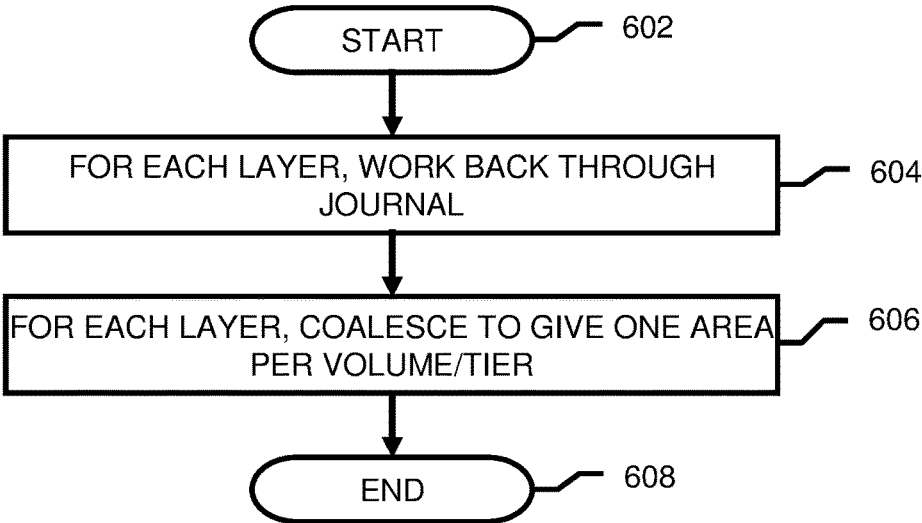 START
602
FOR EACH LAYER, WORK BACK THROUGH
JOURNAL
604
FOR EACH LAYER, COALESCE TO GIVE ONE AREA
PER VOLUME/TIER
606
END
608